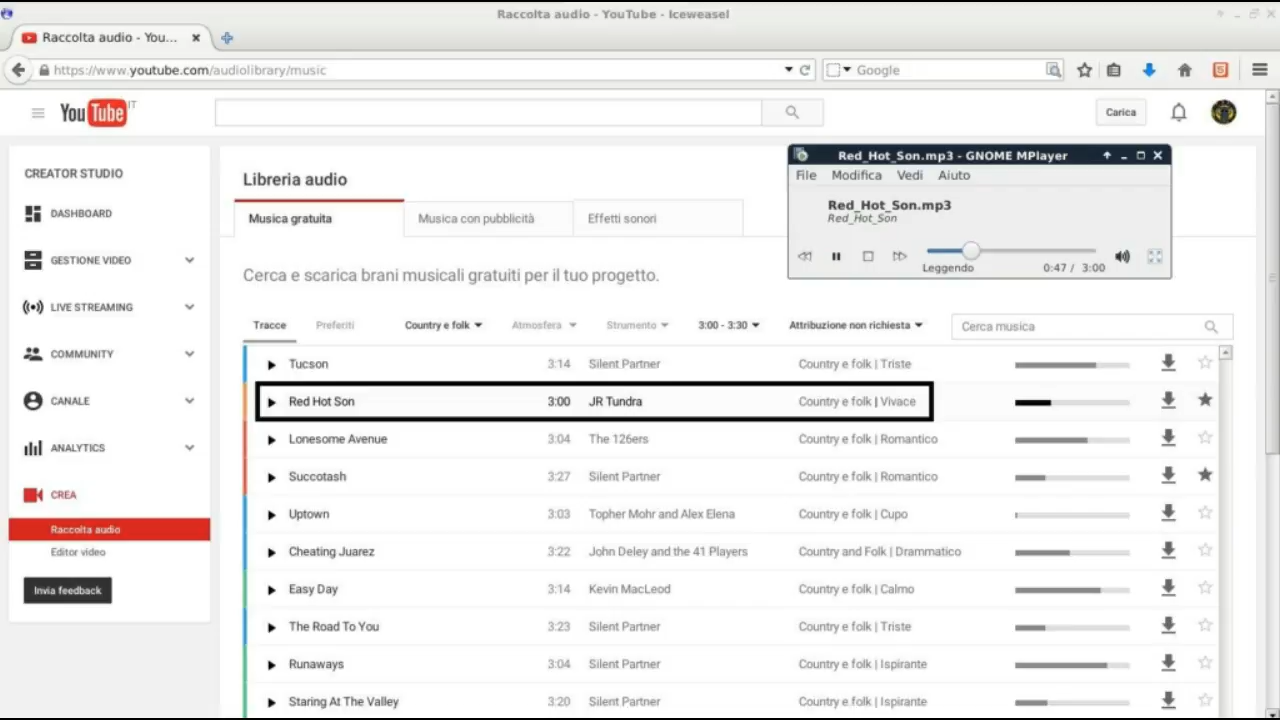 Raccolta audio - YouTube - Iceweasel
Raccolta audio - You...
https://www.youtube.com/audiolibrary/music
Google
YouTube IT
Carica
CREATOR STUDIO
DASHBOARD
GESTIONE VIDEO
LIVE STREAMING
COMMUNITY
CANALE
ANALYTICS
CREA
Raccolta audio
Editor video
Invia feedback
Libreria audio
Musica gratuita Musica con pubblicità Effetti sonori
Cerca e scarica brani musicali gratuiti per il tuo progetto.
Red_Hot_Son.mp3 - GNOME MPlayer
File Modifica Vedi Aiuto
Red_Hot_Son.mp3
Red_Hot_Son
Leggendo 0:47 / 3:00
Tracce Preferiti Country e folk Atmosfera Strumento 3:00 - 3:30 Attribuzione non richiesta Cerca musica
Tucson 3:14 Silent Partner Country e folk | Triste
Red Hot Son 3:00 JR Tundra Country e folk | Vivace
Lonesome Avenue 3:04 The 126ers Country e folk | Romantico
Succotash 3:27 Silent Partner Country e folk | Romantico
Uptown 3:03 Topher Mohr and Alex Elena Country e folk | Cupo
Cheating Juarez 3:22 John Deley and the 41 Players Country and Folk | Drammatico
Easy Day 3:14 Kevin MacLeod Country e folk | Calmo
The Road To You 3:23 Silent Partner Country e folk | Triste
Runaways 3:04 Silent Partner Country e folk | Ispirante
Staring At The Valley 3:20 Silent Partner Country e folk | Ispirante